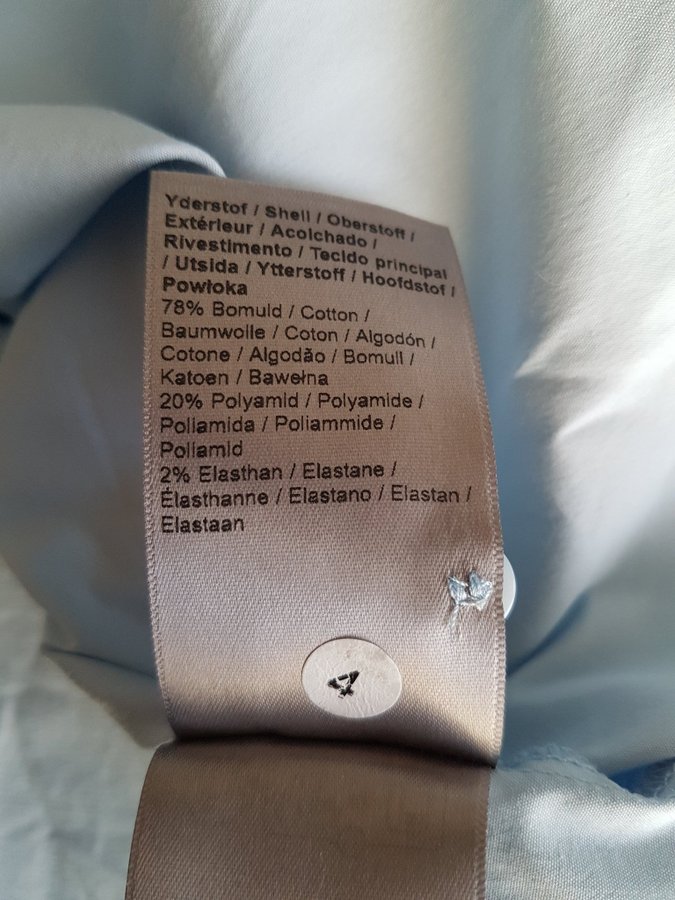 Yderstof / Shell / Oberstoff /
Extérieur / Acolchado /
Rivestimento / Tecido principal
/ Utsida / Ytterstoff / Hoofdstof /
Powłoka
78% Bomuld / Cotton /
Baumwolle / Coton / Algodón /
Cotone / Algodão / Bomull /
Katoen / Bawełna
20% Polyamid / Polyamide /
Poliamida / Poliammide /
Poliamid
2% Elasthan / Elastane /
Élasthanne / Elastano / Elastan /
Elastaan
4